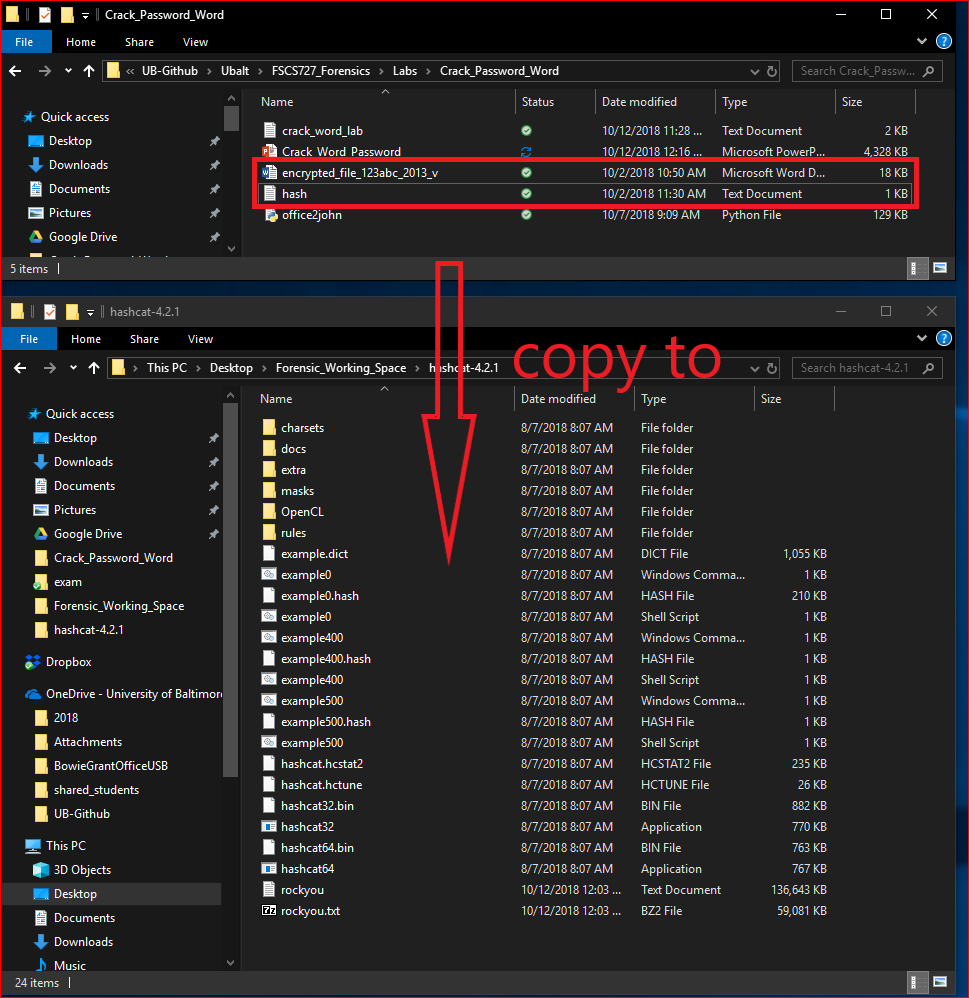 Crack_Password_Word
File Home Share View
« UB-Github › Ubalt › FSCS727_Forensics › Labs › Crack_Password_Word Search Crack_Passw...
Name Status Date modified Type Size
Quick access
Desktop
Downloads
Documents
Pictures
Google Drive
crack_word_lab 10/12/2018 11:28 ... Text Document 2 KB
Crack_Word_Password 10/12/2018 12:16 ... Microsoft PowerP... 4,328 KB
encrypted_file_123abc_2013_v 10/2/2018 10:50 AM Microsoft Word D... 18 KB
hash 10/2/2018 11:30 AM Text Document 1 KB
office2john 10/7/2018 9:09 AM Python File 129 KB
5 items
copy to
hashcat-4.2.1
File Home Share View
› This PC › Desktop › Forensic_Working_Space › hashcat-4.2.1 Search hashcat-4.2.1
Name Date modified Type Size
Quick access
Desktop
Downloads
Documents
Pictures
Google Drive
Crack_Password_Word
exam
Forensic_Working_Space
hashcat-4.2.1
Dropbox
OneDrive - University of Baltimor
2018
Attachments
BowieGrantOfficeUSB
shared_students
UB-Github
This PC
3D Objects
Desktop
Documents
Downloads
Music
charsets 8/7/2018 8:07 AM File folder
docs 8/7/2018 8:07 AM File folder
extra 8/7/2018 8:07 AM File folder
masks 8/7/2018 8:07 AM File folder
OpenCL 8/7/2018 8:07 AM File folder
rules 8/7/2018 8:07 AM File folder
example.dict 8/7/2018 8:07 AM DICT File 1,055 KB
example0 8/7/2018 8:07 AM Windows Comma... 1 KB
example0.hash 8/7/2018 8:07 AM HASH File 210 KB
example0 8/7/2018 8:07 AM Shell Script 1 KB
example400 8/7/2018 8:07 AM Windows Comma... 1 KB
example400.hash 8/7/2018 8:07 AM HASH File 1 KB
example400 8/7/2018 8:07 AM Shell Script 1 KB
example500 8/7/2018 8:07 AM Windows Comma... 1 KB
example500.hash 8/7/2018 8:07 AM HASH File 1 KB
example500 8/7/2018 8:07 AM Shell Script 1 KB
hashcat.hcstat2 8/7/2018 8:07 AM HCSTAT2 File 235 KB
hashcat.hctune 8/7/2018 8:07 AM HCTUNE File 26 KB
hashcat32.bin 8/7/2018 8:07 AM BIN File 882 KB
hashcat32 8/7/2018 8:07 AM Application 770 KB
hashcat64.bin 8/7/2018 8:07 AM BIN File 763 KB
hashcat64 8/7/2018 8:07 AM Application 767 KB
rockyou 10/12/2018 12:03 ... Text Document 136,643 KB
rockyou.txt 10/12/2018 12:03 ... BZ2 File 59,081 KB
24 items